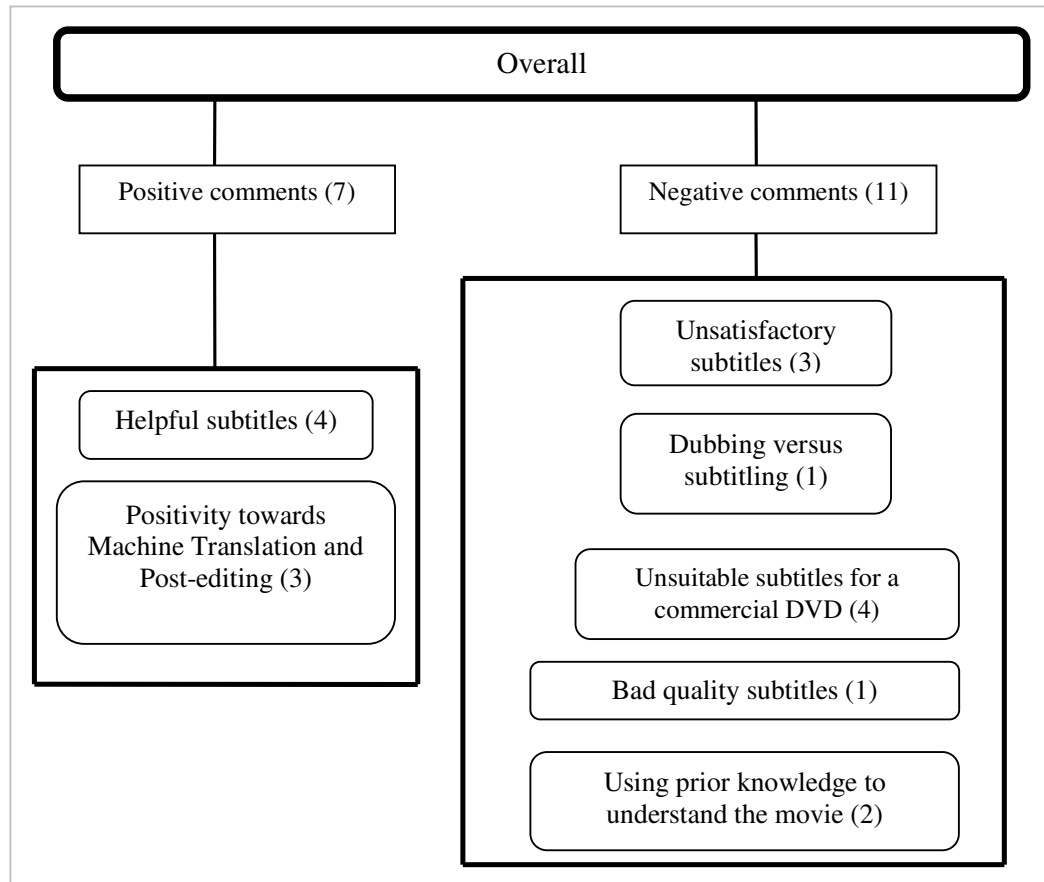 Overall
Positive comments (7)
Negative comments (11)
Helpful subtitles (4)
Positivity towards
Machine Translation and
Post-editing (3)
Unsatisfactory
subtitles (3)
Dubbing versus
subtitling (1)
Unsuitable subtitles for a
commercial DVD (4)
Bad quality subtitles (1)
Using prior knowledge to
understand the movie (2)